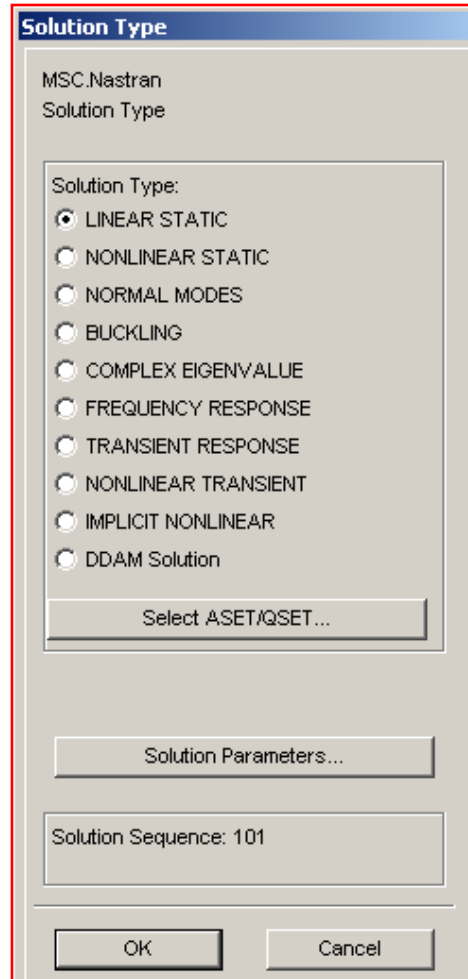 Solution Type
MSC.Nastran
Solution Type
Solution Type:
LINEAR STATIC
NONLINEAR STATIC
NORMAL MODES
BUCKLING
COMPLEX EIGENVALUE
FREQUENCY RESPONSE
TRANSIENT RESPONSE
NONLINEAR TRANSIENT
IMPLICIT NONLINEAR
DDAM Solution
Select ASET/QSET...
Solution Parameters...
Solution Sequence: 101
OK Cancel